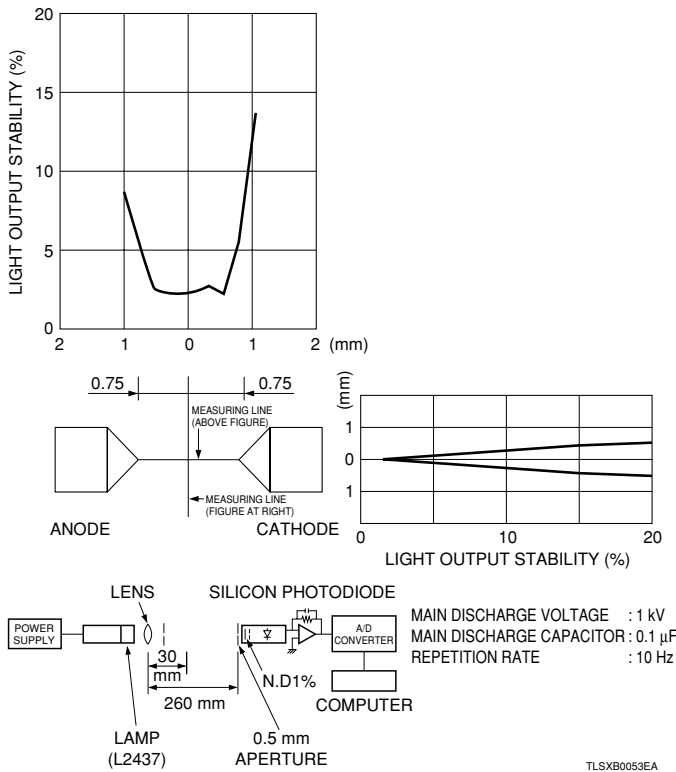 LIGHT OUTPUT STABILITY (%)
20
15
10
5
0
2 1 0 1 2 (mm)
0.75 0.75
MEASURING LINE
(ABOVE FIGURE)
MEASURING LINE
(FIGURE AT RIGHT)
ANODE CATHODE
(mm)
1
0
1
0 10 20
LIGHT OUTPUT STABILITY (%)
LENS SILICON PHOTODIODE
POWER
SUPPLY
A/D
CONVERTER
MAIN DISCHARGE VOLTAGE : 1 kV
MAIN DISCHARGE CAPACITOR : 0.1 µF
REPETITION RATE : 10 Hz
30
mm
N.D1%
260 mm
COMPUTER
LAMP
(L2437)
0.5 mm
APERTURE
TLSXB0053EA